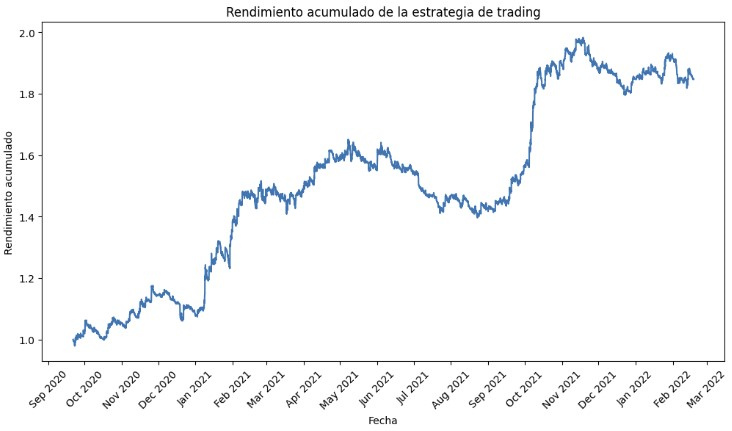 Rendimiento acumulado de la estrategia de trading
Rendimiento acumulado
2.0
1.8
1.6
1.4
1.2
1.0
Sep 2020
Oct 2020
Nov 2020
Dec 2020
Jan 2021
Feb 2021
Mar 2021
Apr 2021
May 2021
Jun 2021
Jul 2021
Aug 2021
Sep 2021
Oct 2021
Nov 2021
Dec 2021
Jan 2022
Feb 2022
Mar 2022
Fecha